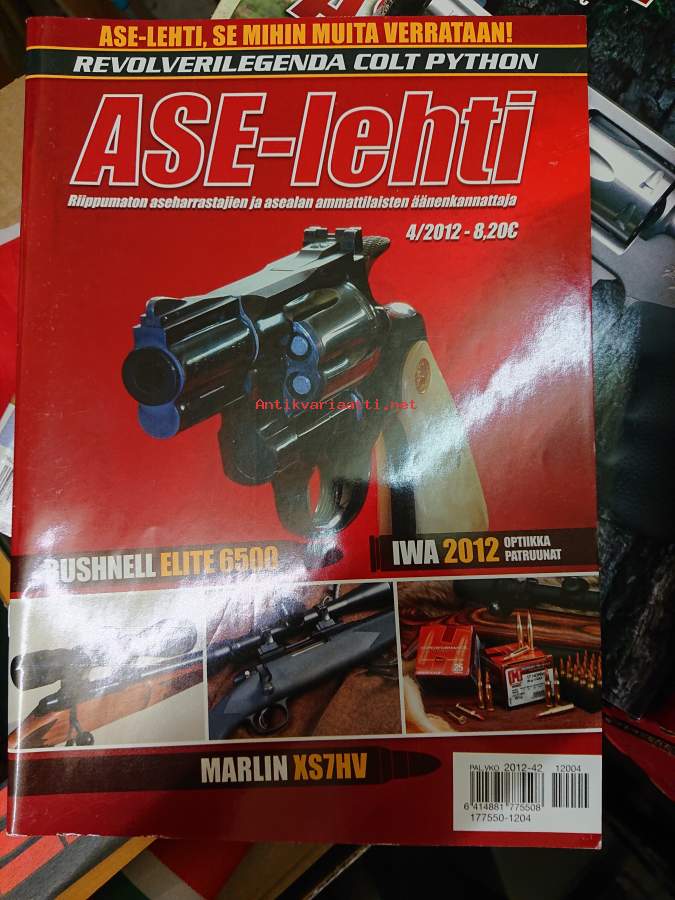 ASE-LEHTI, SE MIHIN MUITA VERRATAAN!
REVOLVERILEGENDA COLT PYTHON
ASE-lehti
Riippumaton aseharrastajien ja asealan ammattilaisten äänenkannattaja
4/2012 - 8,20€
Antikvariaatti.net
BUSHNELL ELITE 6500
IWA 2012 OPTIIKKA
PATRUUNAT
SUPERFORMANCE
MARLIN XS7HV
PAL.VKO 2012-42 12004
6 414881 775508
177550-1204